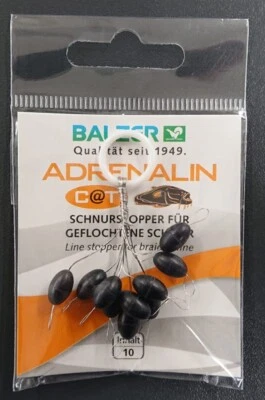 BALZER
Qualität seit 1949.
ADRENALIN
C@T
SCHNURSTOPPER FÜR
GEFLOCHTENE SCHNUR
Line stopper for braided line
Inhalt
10